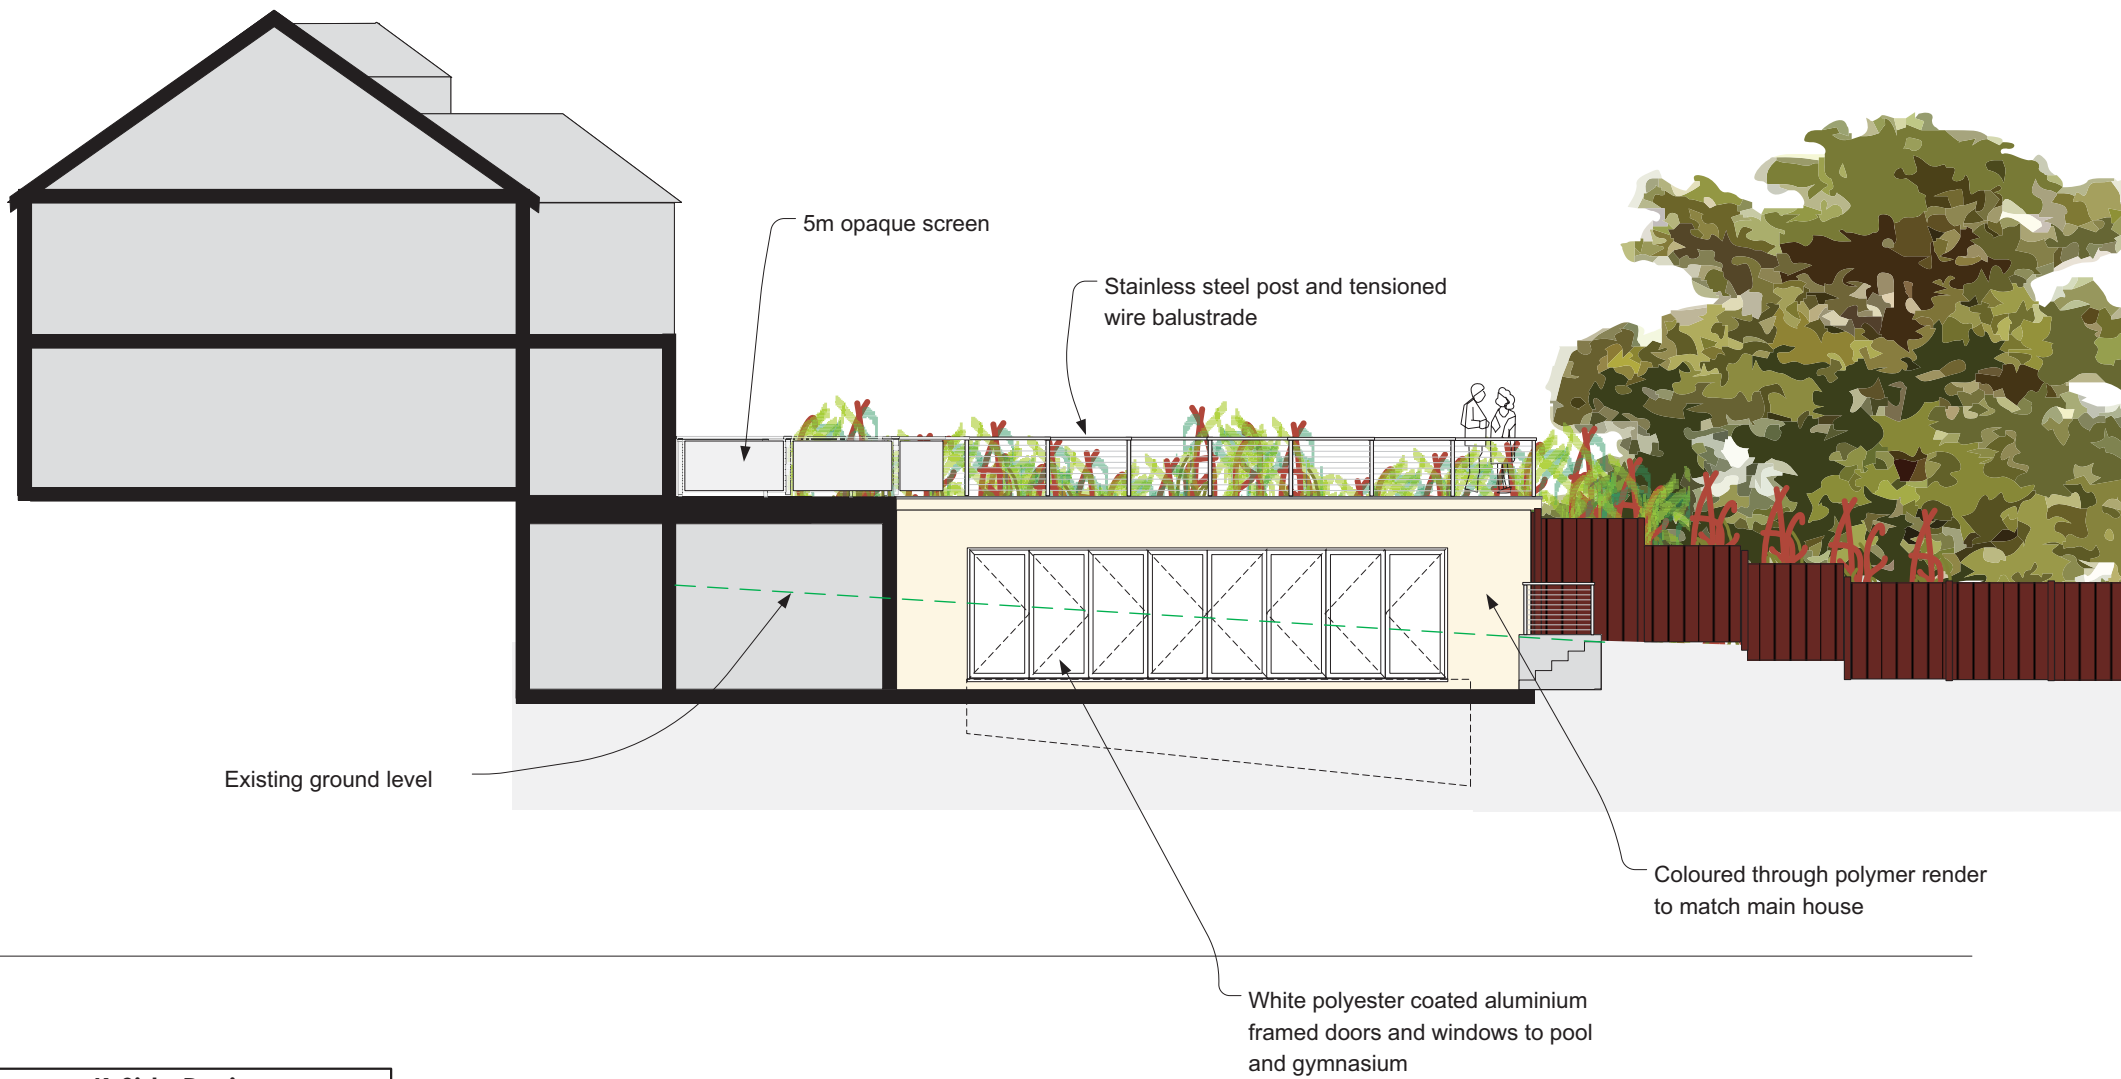 5m opaque screen
Stainless steel post and tensioned
wire balustrade
Existing ground level
Coloured through polymer render
to match main house
White polyester coated aluminium
framed doors and windows to pool
and gymnasium